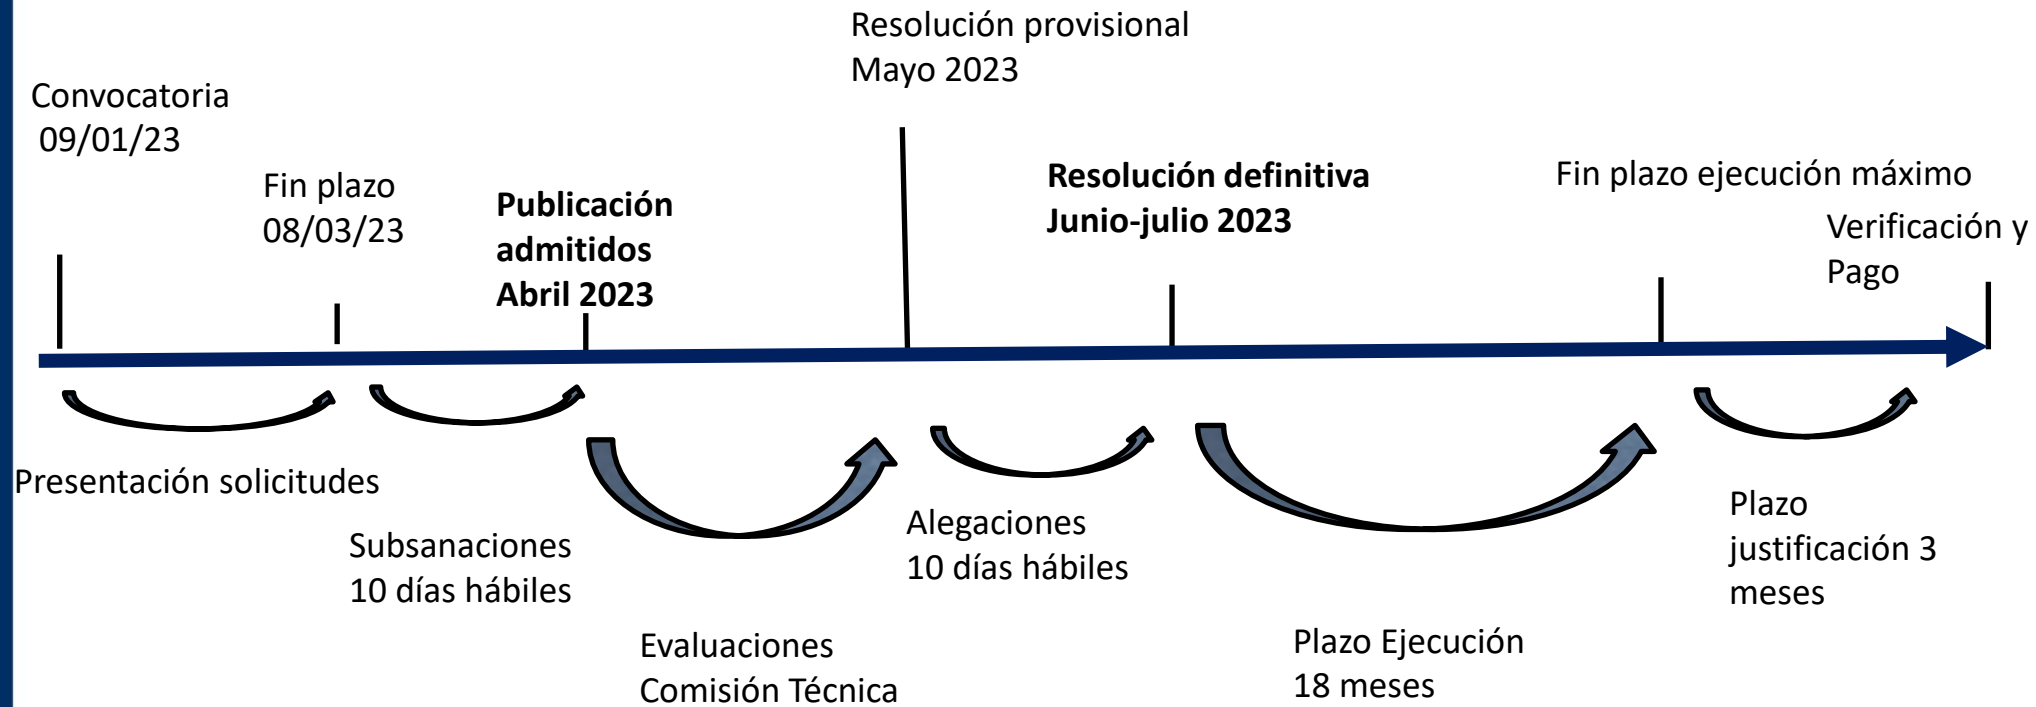 Resolución provisional
Mayo 2023
Convocatoria
09/01/23
Fin plazo
08/03/23
Publicación
admitidos
Abril 2023
Resolución definitiva
Junio-julio 2023
Fin plazo ejecución máximo
Verificación y
Pago
Presentación solicitudes
Subsanaciones
10 días hábiles
Evaluaciones
Comisión Técnica
Alegaciones
10 días hábiles
Plazo Ejecución
18 meses
Plazo
justificación 3
meses